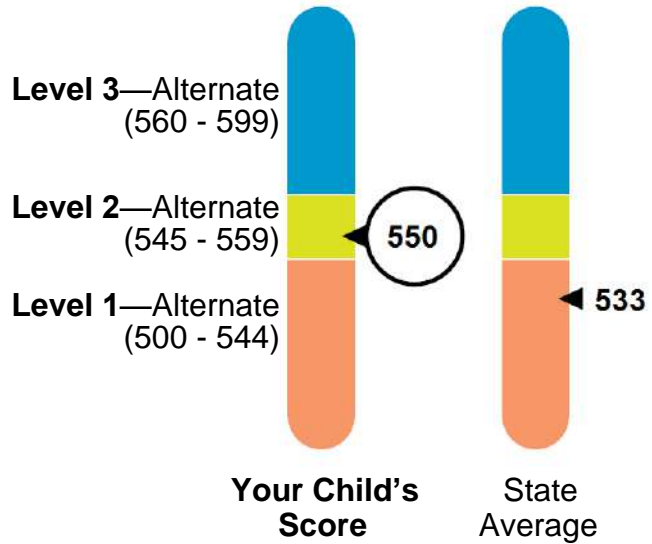 Level 3—Alternate
(560 - 599)
Level 2—Alternate
(545 - 559)
550
Level 1—Alternate
(500 - 544)
533
Your Child's
Score
State
Average